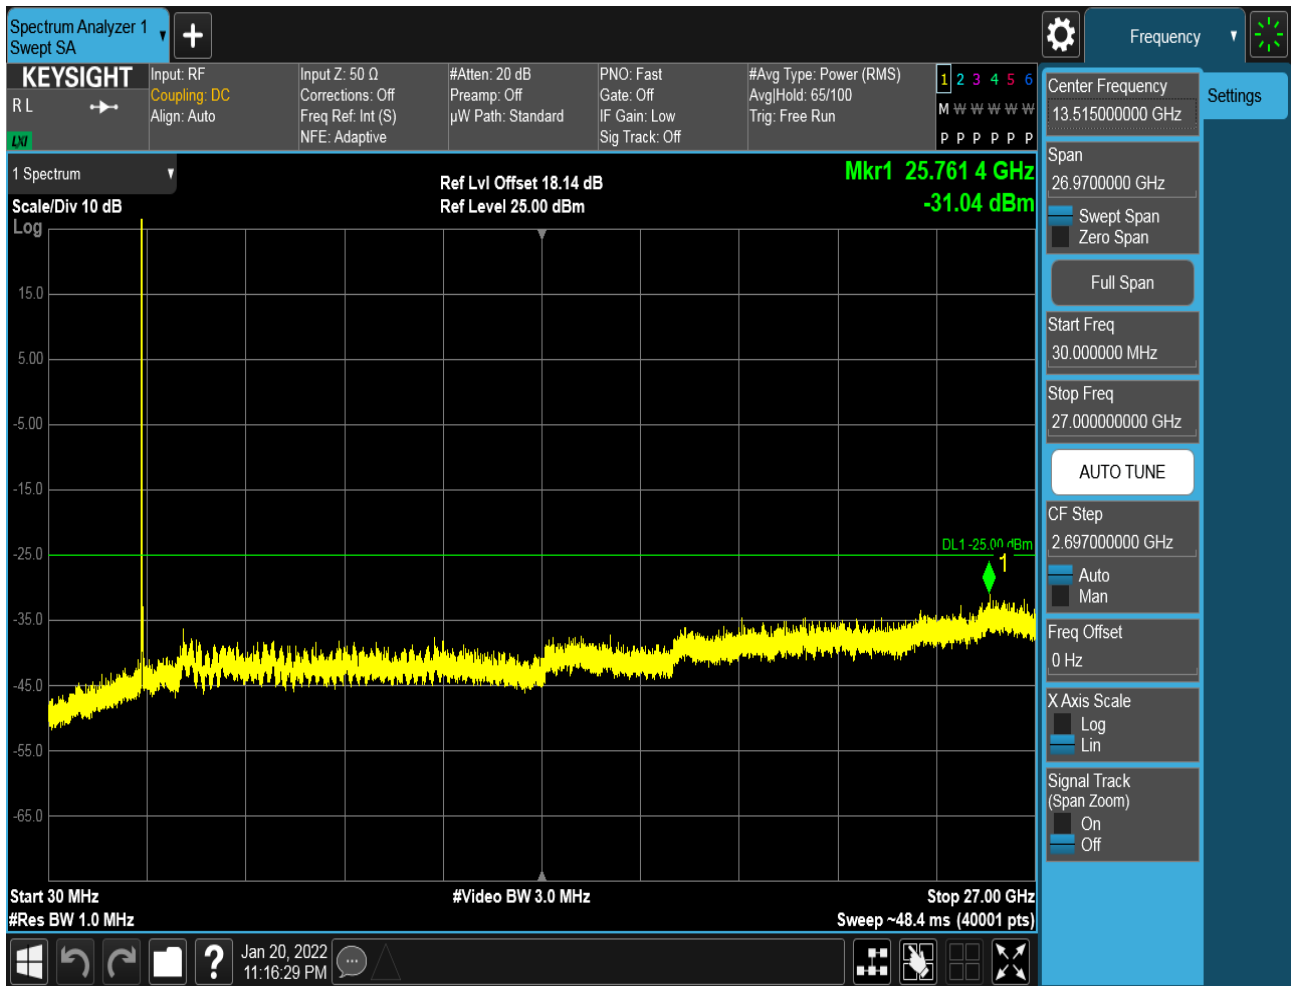 Spectrum Analyzer 1
Swept SA
Frequency
KEYSIGHT
R L
LXI
Input: RF
Coupling: DC
Align: Auto
Input Z: 50 Ω
Corrections: Off
Freq Ref: Int (S)
NFE: Adaptive
#Atten: 20 dB
Preamp: Off
µW Path: Standard
PNO: Fast
Gate: Off
IF Gain: Low
Sig Track: Off
#Avg Type: Power (RMS)
Avg|Hold: 65/100
Trig: Free Run
1 2 3 4 5 6
M W W W W W
P P P P P P
1 Spectrum
Scale/Div 10 dB
Log
Ref Lvl Offset 18.14 dB
Ref Level 25.00 dBm
Mkr1 25.761 4 GHz
-31.04 dBm
15.0
5.00
-5.00
-15.0
-25.0
-35.0
-45.0
-55.0
-65.0
DL1 -25.00 dBm
1
Start 30 MHz
#Res BW 1.0 MHz
#Video BW 3.0 MHz
Stop 27.00 GHz
Sweep ~48.4 ms (40001 pts)
Jan 20, 2022
11:16:29 PM
Center Frequency
13.515000000 GHz
Span
26.9700000 GHz
Swept Span
Zero Span
Full Span
Start Freq
30.000000 MHz
Stop Freq
27.000000000 GHz
AUTO TUNE
CF Step
2.697000000 GHz
Auto
Man
Freq Offset
0 Hz
X Axis Scale
Log
Lin
Signal Track
(Span Zoom)
On
Off
Settings